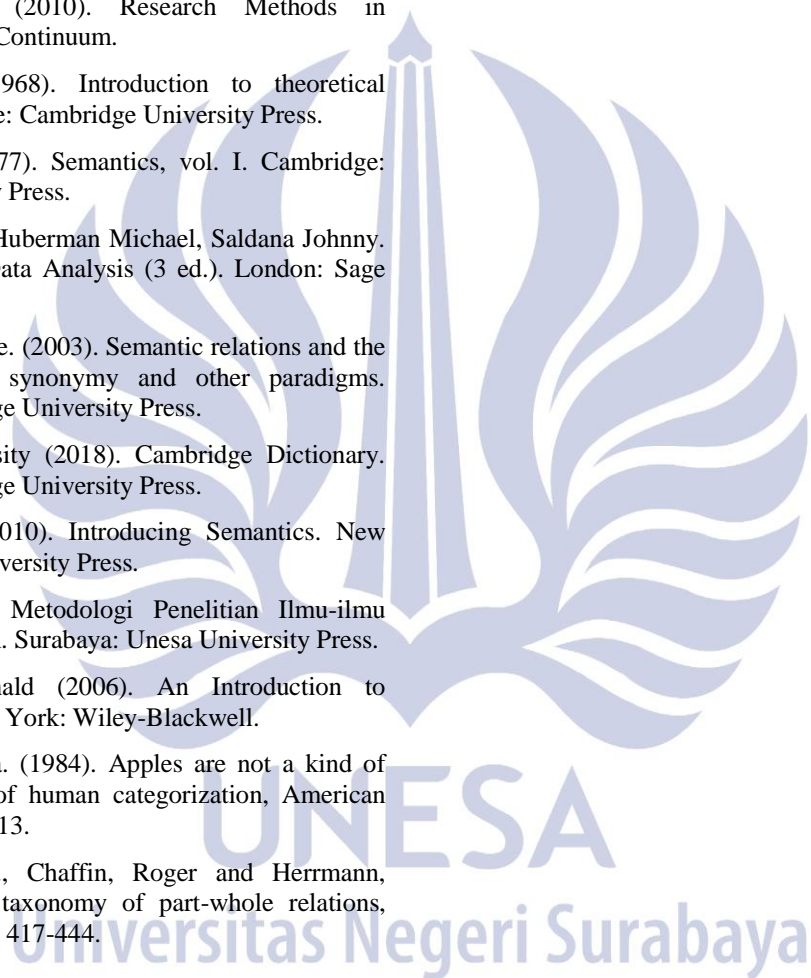 (2010). Research Methods in
Continuum.
968). Introduction to theoretical
e: Cambridge University Press.
77). Semantics, vol. I. Cambridge:
y Press.
Huberman Michael, Saldana Johnny.
Data Analysis (3 ed.). London: Sage
e. (2003). Semantic relations and the
synonymy and other paradigms.
ge University Press.
sity (2018). Cambridge Dictionary.
ge University Press.
010). Introducing Semantics. New
versity Press.
Metodologi Penelitian Ilmu-ilmu
. Surabaya: Unesa University Press.
nald (2006). An Introduction to
York: Wiley-Blackwell.
a. (1984). Apples are not a kind of
of human categorization, American
13.
., Chaffin, Roger and Herrmann,
taxonomy of part-whole relations,
417-444.
UNESA
Universitas Negeri Surabaya